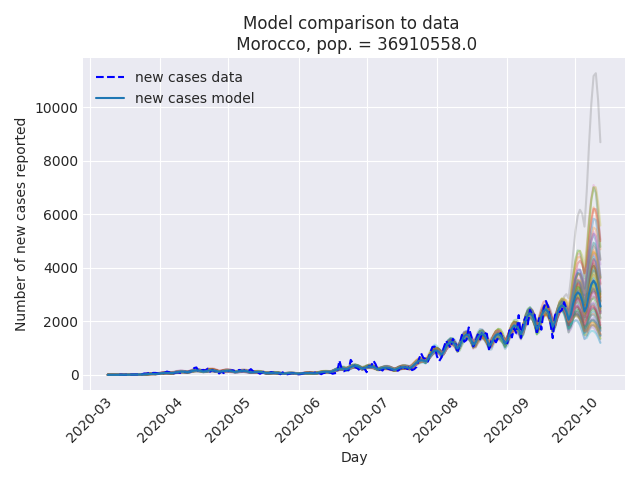 Model comparison to data
Morocco, pop. = 36910558.0
new cases data
new cases model
Number of new cases reported
10000
8000
6000
4000
2000
0
2020-03
2020-04
2020-05
2020-06
2020-07
2020-08
2020-09
2020-10
Day